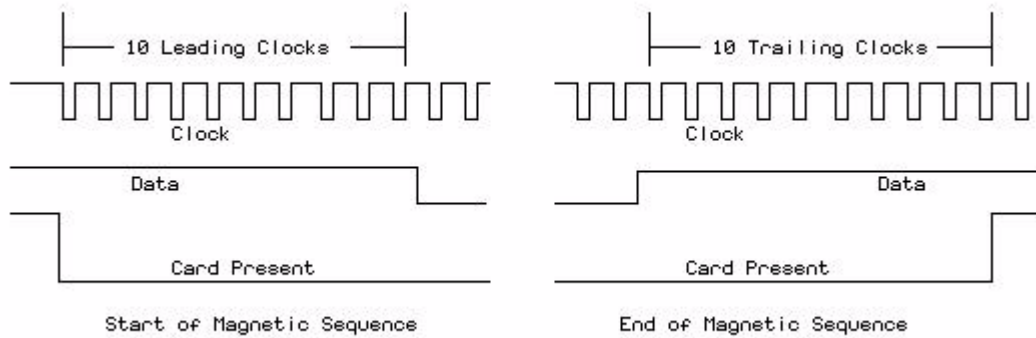 10 Leading Clocks
10 Trailing Clocks
Clock
Clock
Data
Data
Card Present
Card Present
Start of Magnetic Sequence
End of Magnetic Sequence